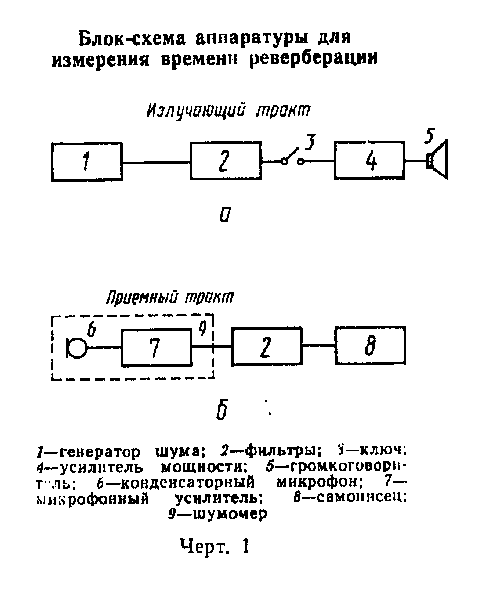 Блок-схема аппаратуры для
измерения времени реверберации
Излучающий тракт
1 2 3 4 5
а
Приемный тракт
6 7 9 2 8
б
1—генератор шума; 2—фильтры; 3—ключ;
4—усилитель мощности; 5—громкоговори-
тель; 6—конденсаторный микрофон; 7—
микрофонный усилитель; 8—самописец;
9—шумомер
Черт. 1